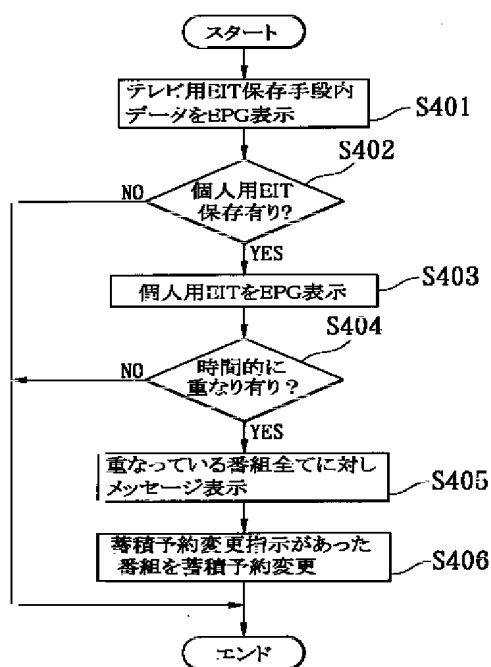 スタート
テレビ用EIT保存手段内
データをEPG表示
S401
S402
個人用EIT
保存有り?
NO
YES
個人用EITをEPG表示
S403
S404
時間的に
重なり有り?
NO
YES
重なっている番組全てに対し
メッセージ表示
S405
蓄積予約変更指示があった
番組を蓄積予約変更
S406
エンド